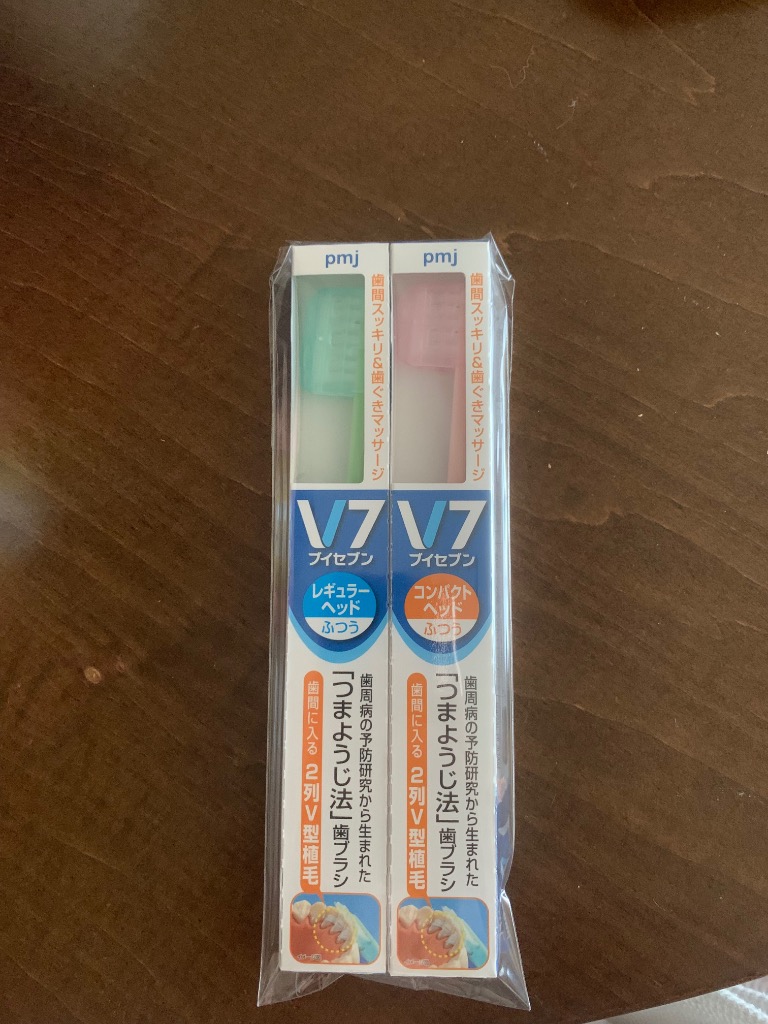 pmj
歯間スッキリ&歯ぐきマッサージ
V7
ブイセブン
レギュラー
ヘッド
ふつう
歯周病の予防研究から生まれた
「つまようじ法」歯ブラシ
歯間に入る 2列V型植毛
pmj
歯間スッキリ&歯ぐきマッサージ
V7
ブイセブン
コンパクト
ヘッド
ふつう
歯周病の予防研究から生まれた
「つまようじ法」歯ブラシ
歯間に入る 2列V型植毛